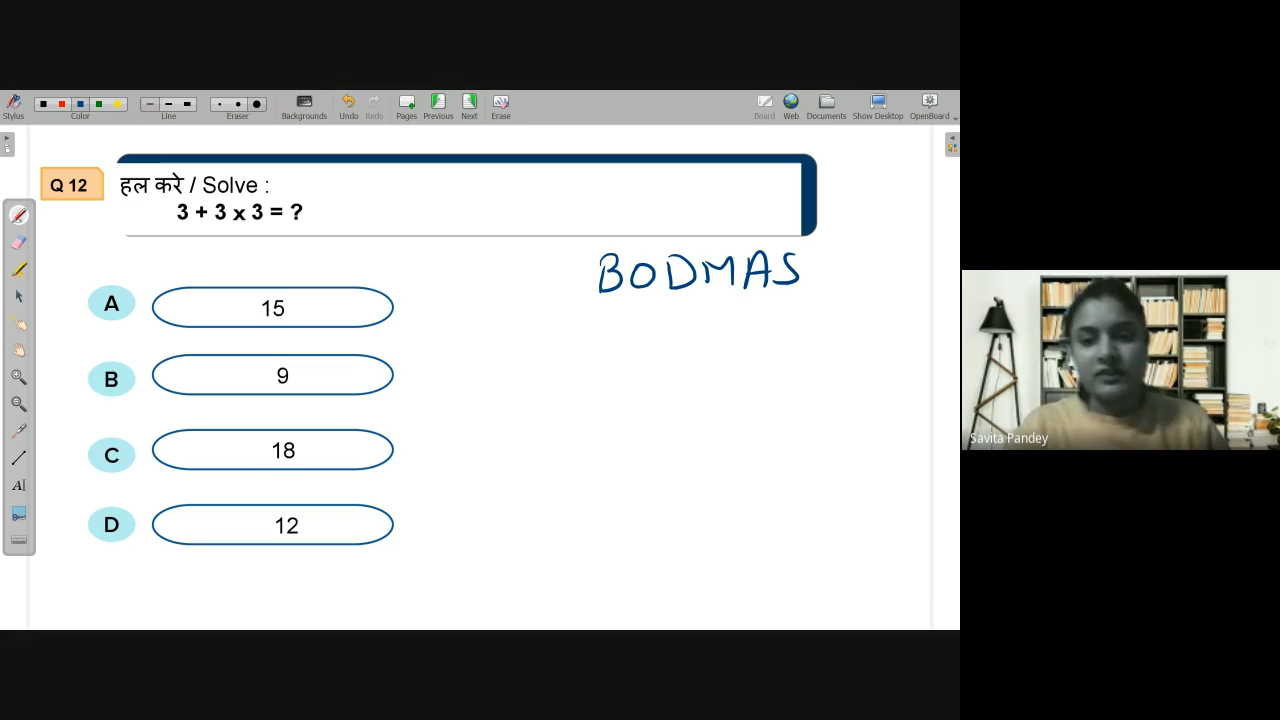 Stylus
Color
Line
Eraser
Backgrounds
Undo
Redo
Pages
Previous
Next
Erase
Board
Web
Documents
Show Desktop
OpenBoard
Q 12
हल करे / Solve :
3 + 3 x 3 = ?
BODMAS
A 15
B 9
C 18
D 12
Savita Pandey